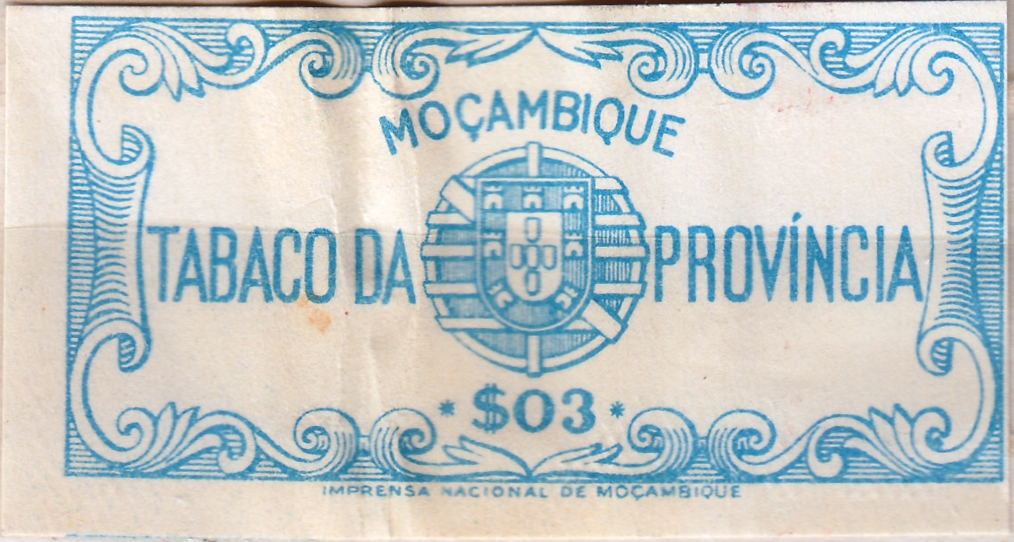 MOÇAMBIQUE
TABACO DA PROVÍNCIA
* $03 *
IMPRENSA NACIONAL DE MOÇAMBIQUE